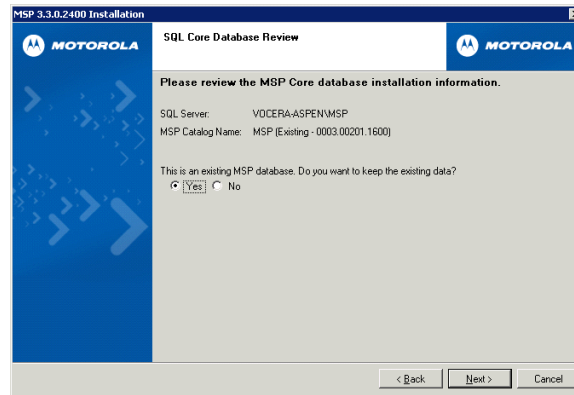 MSP 3.3.0.2400 Installation
MOTOROLA
SQL Core Database Review
MOTOROLA
Please review the MSP Core database installation information.
SQL Server: VOCERA-ASPEN\MSP
MSP Catalog Name: MSP (Existing - 0003.00201.1600)
This is an existing MSP database. Do you want to keep the existing data?
Yes No
< Back Next > Cancel